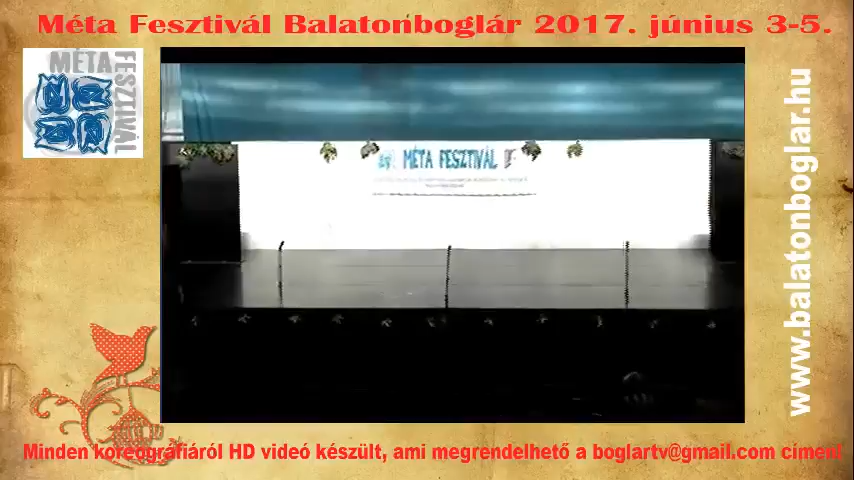 Méta Fesztivál Balatonboglár 2017. június 3-5.
MÉTA
FESZTIVÁL
MÉTA FESZTIVÁL
www.balatonboglar.hu
Minden koreográfiáról HD videó készült, ami megrendelhető a boglartv@gmail.com címen!